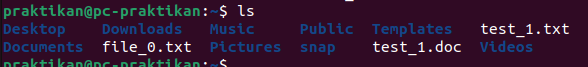 praktikan@pc-praktikan:~$ ls
Desktop Downloads Music Public Templates test_1.txt
Documents file_0.txt Pictures snap test_1.doc Videos
praktikan@pc-praktikan:~$